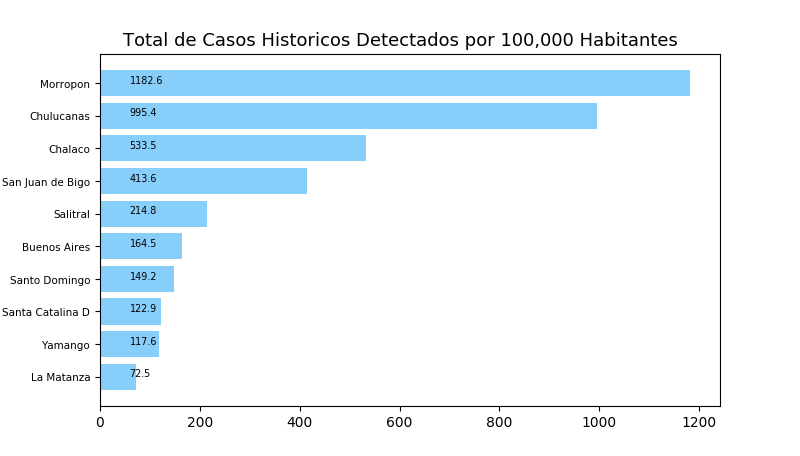 Total de Casos Historicos Detectados por 100,000 Habitantes
Morropon 1182.6
Chulucanas 995.4
Chalaco 533.5
San Juan de Bigo 413.6
Salitral 214.8
Buenos Aires 164.5
Santo Domingo 149.2
Santa Catalina D 122.9
Yamango 117.6
La Matanza 72.5
0 200 400 600 800 1000 1200